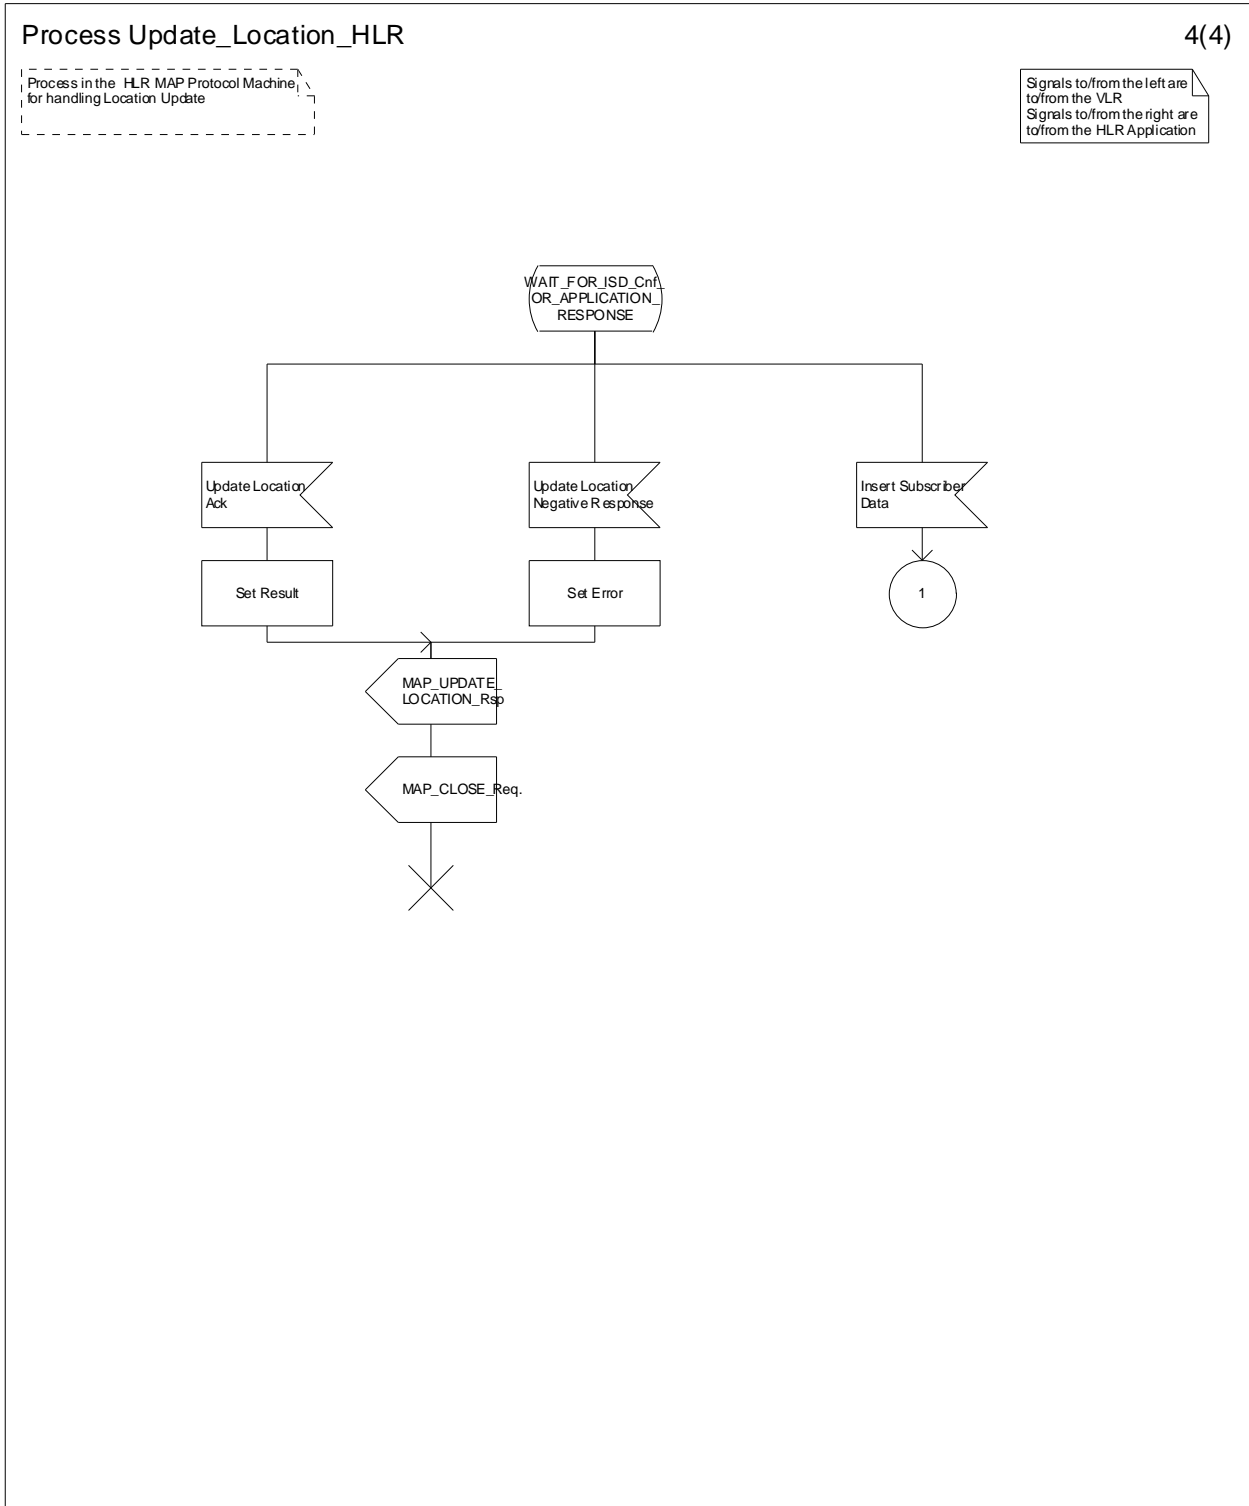 Process Update_Location_HLR
4(4)
Process in the HLR MAP Protocol Machine
for handling Location Update
Signals to/from the left are
to/from the VLR
Signals to/from the right are
to/from the HLR Application
WAIT_FOR_ISD_Cnf_
OR_APPLICATION_
RESPONSE
Update Location
Ack
Update Location
Negative Response
Insert Subscriber
Data
Set Result
Set Error
1
MAP_UPDATE_
LOCATION_Rsp
MAP_CLOSE_Req.